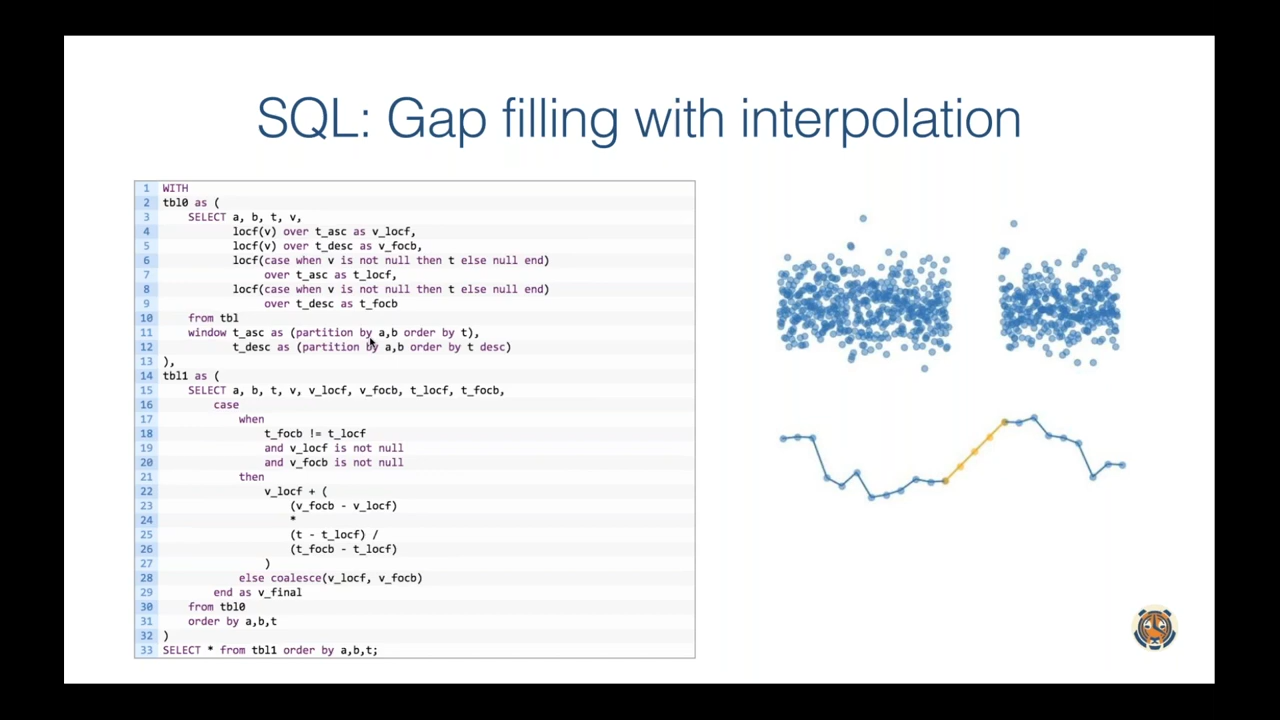 SQL: Gap filling with interpolation
1 WITH
2 tbl0 as (
3 SELECT a, b, t, v,
4 locf(v) over t_asc as v_locf,
5 locf(v) over t_desc as v_focb,
6 locf(case when v is not null then t else null end)
7 over t_asc as t_locf,
8 locf(case when v is not null then t else null end)
9 over t_desc as t_focb
10 from tbl
11 window t_asc as (partition by a,b order by t),
12 t_desc as (partition by a,b order by t desc)
13 ),
14 tbl1 as (
15 SELECT a, b, t, v, v_locf, v_focb, t_locf, t_focb,
16 case
17 when
18 t_focb != t_locf
19 and v_locf is not null
20 and v_focb is not null
21 then
22 v_locf + (
23 (v_focb - v_locf)
24 *
25 (t - t_locf) /
26 (t_focb - t_locf)
27 )
28 else coalesce(v_locf, v_focb)
29 end as v_final
30 from tbl0
31 order by a,b,t
32 )
33 SELECT * from tbl1 order by a,b,t;